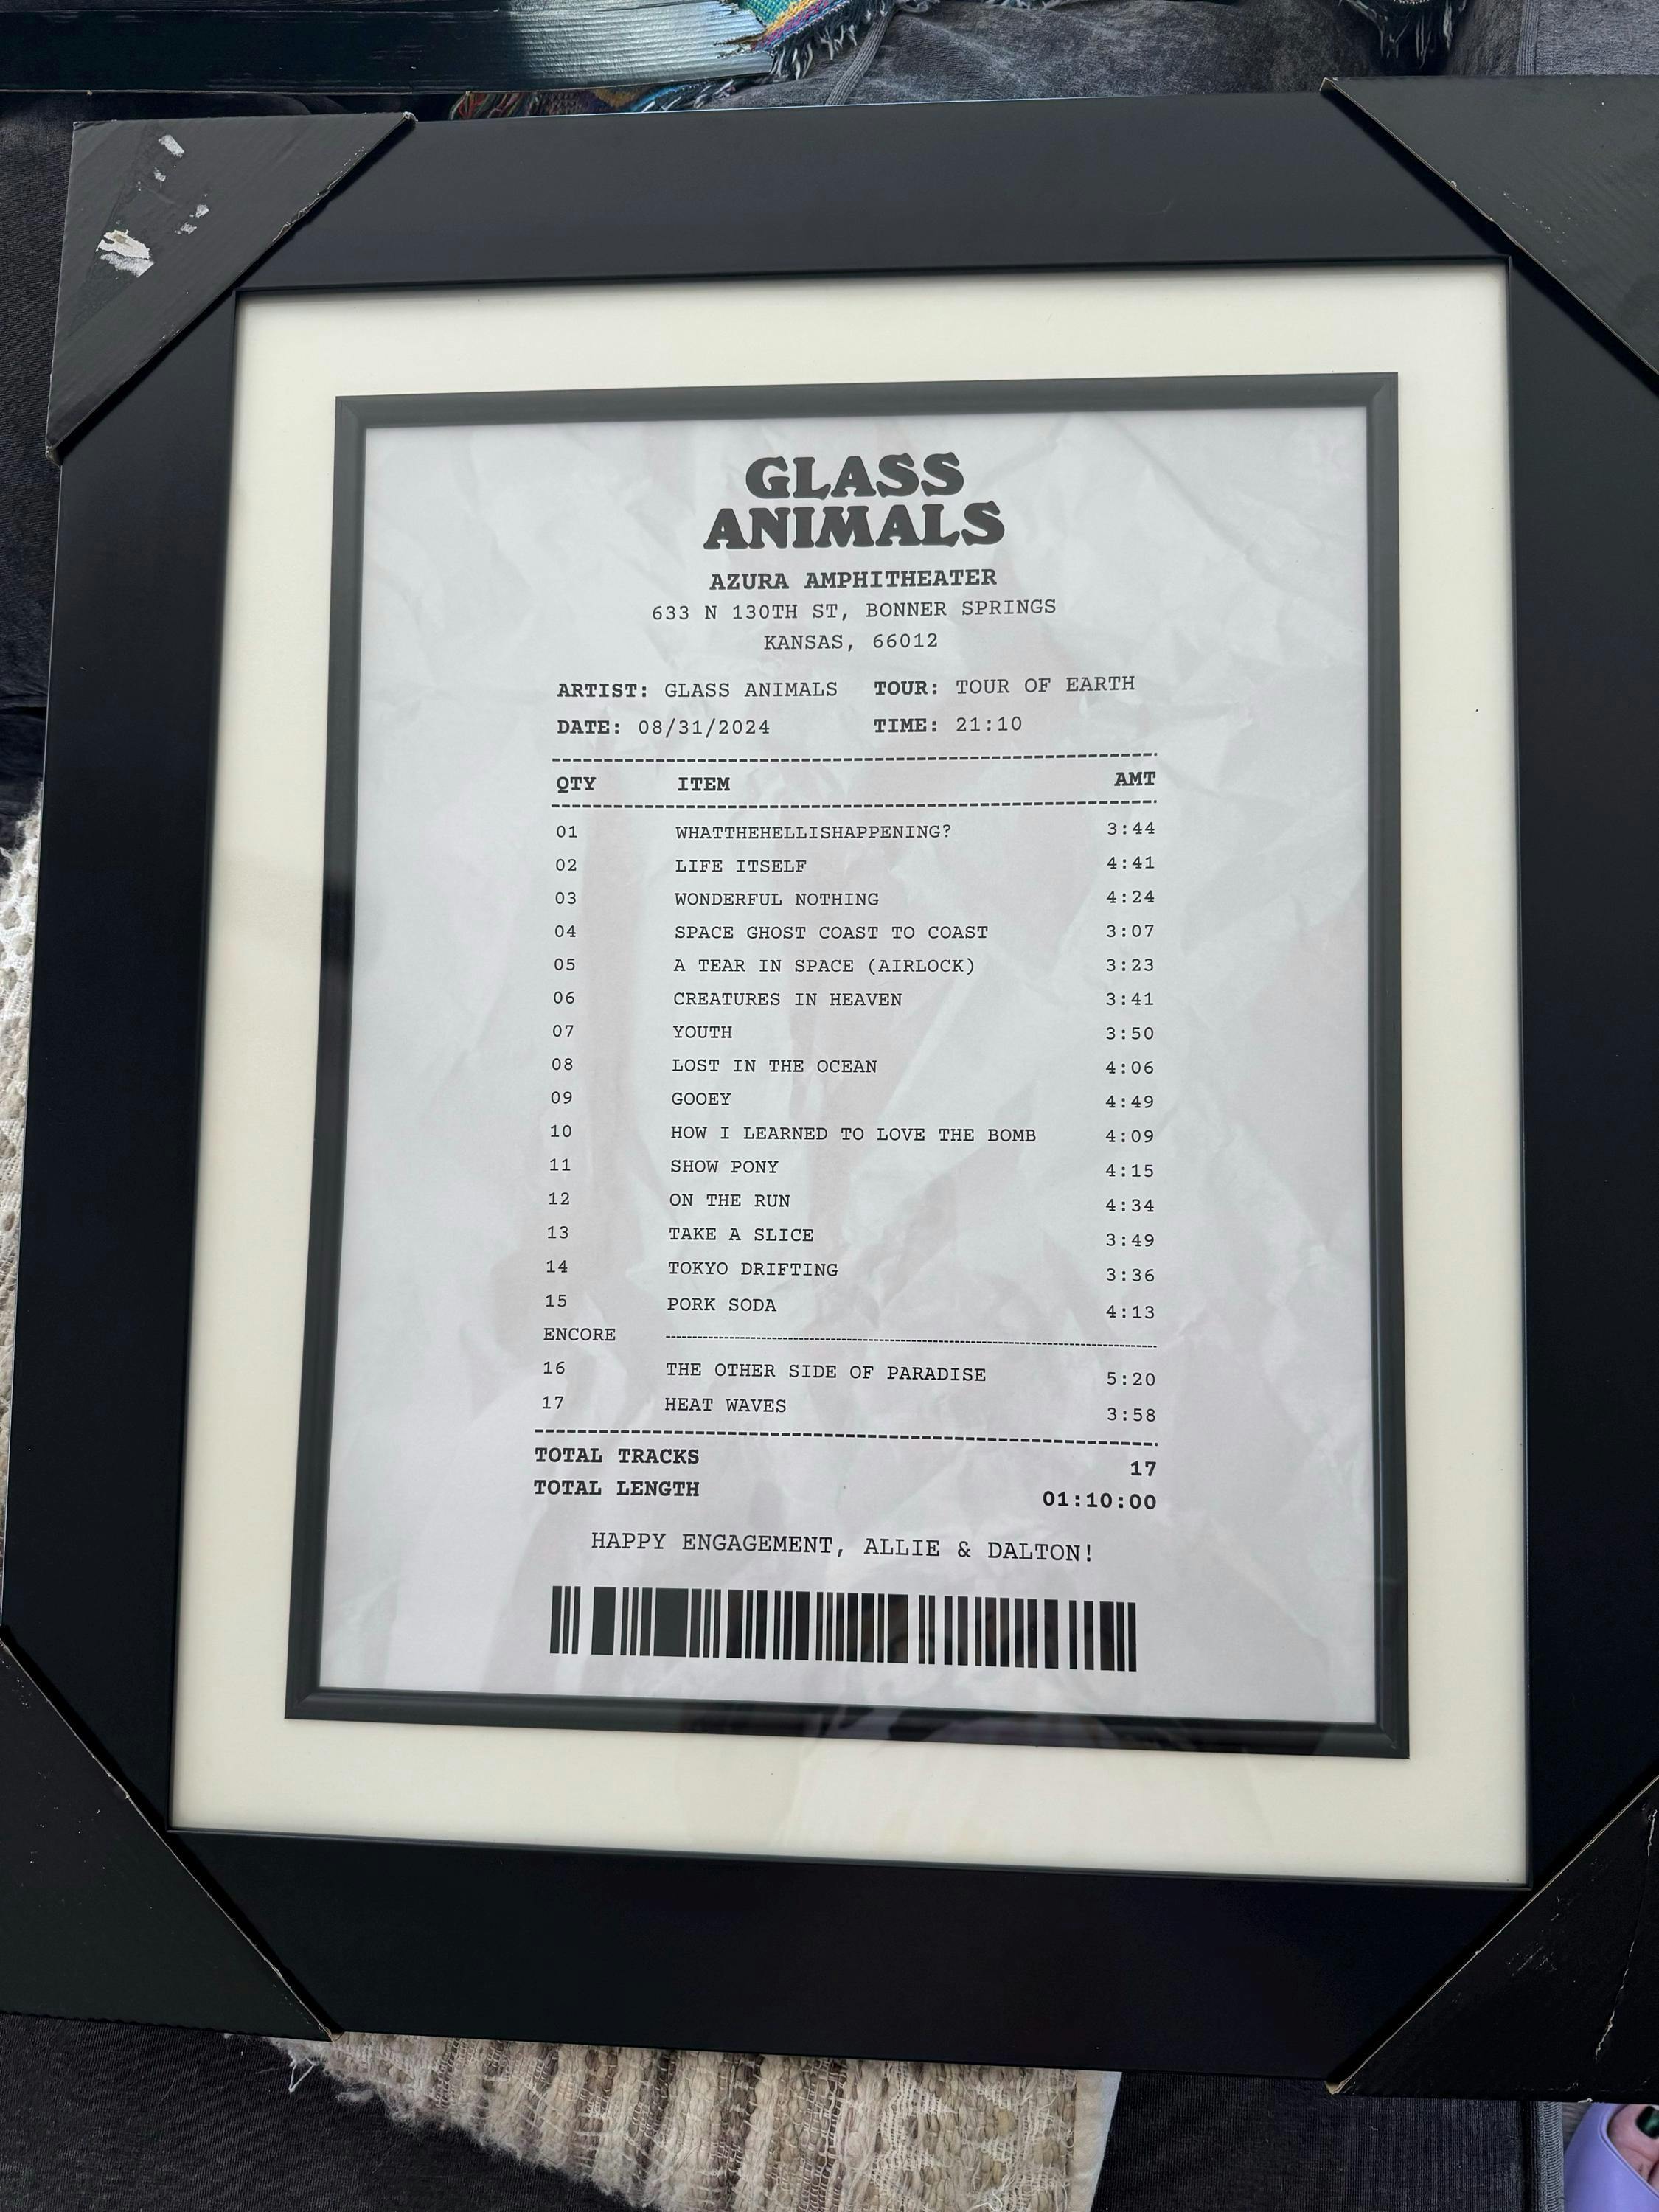 GLASS
ANIMALS
AZURA AMPHITHEATER
633 N 130TH ST, BONNER SPRINGS
KANSAS, 66012
ARTIST: GLASS ANIMALS TOUR: TOUR OF EARTH
DATE: 08/31/2024 TIME: 21:10
QTY ITEM AMT
01 WHATTHEHELLISHAPPENING? 3:44
02 LIFE ITSELF 4:41
03 WONDERFUL NOTHING 4:24
04 SPACE GHOST COAST TO COAST 3:07
05 A TEAR IN SPACE (AIRLOCK) 3:23
06 CREATURES IN HEAVEN 3:41
07 YOUTH 3:50
08 LOST IN THE OCEAN 4:06
09 GOOEY 4:49
10 HOW I LEARNED TO LOVE THE BOMB 4:09
11 SHOW PONY 4:15
12 ON THE RUN 4:34
13 TAKE A SLICE 3:49
14 TOKYO DRIFTING 3:36
15 PORK SODA 4:13
ENCORE
16 THE OTHER SIDE OF PARADISE 5:20
17 HEAT WAVES 3:58
TOTAL TRACKS 17
TOTAL LENGTH 01:10:00
HAPPY ENGAGEMENT, ALLIE & DALTON!